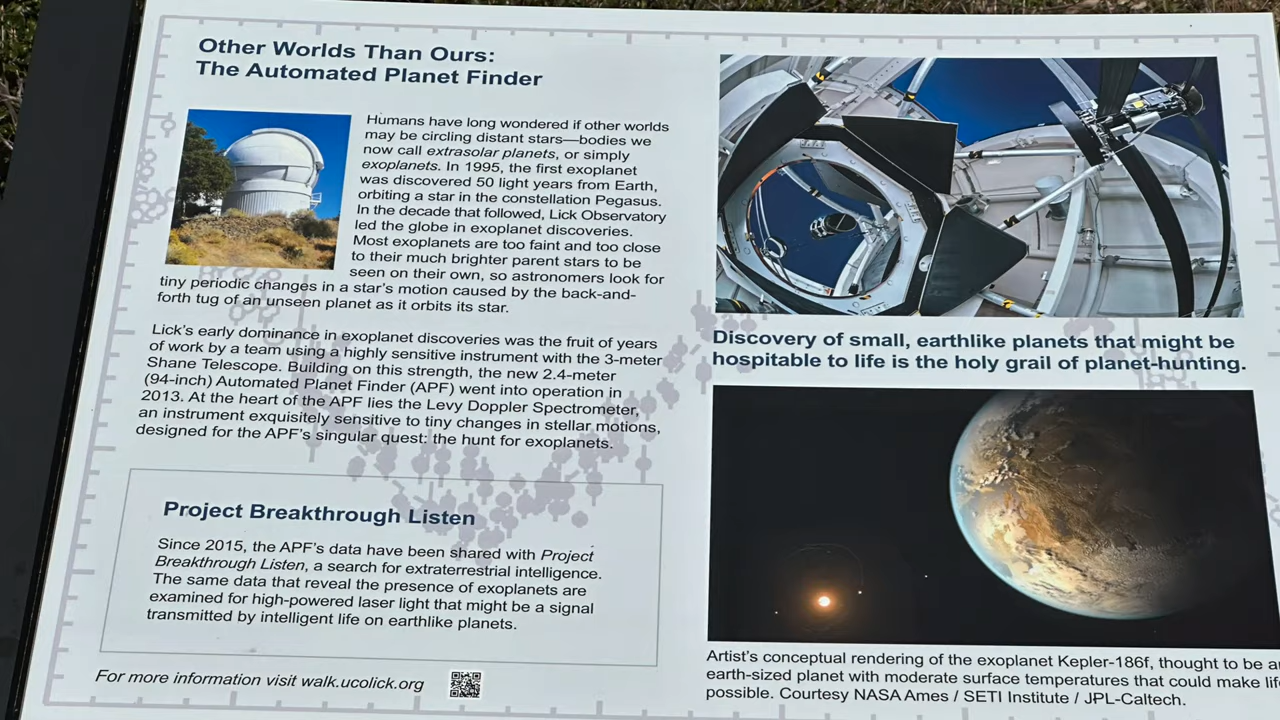 Other Worlds Than Ours:
The Automated Planet Finder
Humans have long wondered if other worlds
may be circling distant stars—bodies we
now call extrasolar planets, or simply
exoplanets. In 1995, the first exoplanet
was discovered 50 light years from Earth,
orbiting a star in the constellation Pegasus.
In the decade that followed, Lick Observatory
led the globe in exoplanet discoveries.
Most exoplanets are too faint and too close
to their much brighter parent stars to be
seen on their own, so astronomers look for
tiny periodic changes in a star's motion caused by the back-and-
forth tug of an unseen planet as it orbits its star.
Lick's early dominance in exoplanet discoveries was the fruit of years
of work by a team using a highly sensitive instrument with the 3-meter
Shane Telescope. Building on this strength, the new 2.4-meter
(94-inch) Automated Planet Finder (APF) went into operation in
2013. At the heart of the APF lies the Levy Doppler Spectrometer,
an instrument exquisitely sensitive to tiny changes in stellar motions,
designed for the APF's singular quest: the hunt for exoplanets.
Project Breakthrough Listen
Since 2015, the APF's data have been shared with Project
Breakthrough Listen, a search for extraterrestrial intelligence.
The same data that reveal the presence of exoplanets are
examined for high-powered laser light that might be a signal
transmitted by intelligent life on earthlike planets.
For more information visit walk.ucolick.org
Discovery of small, earthlike planets that might be
hospitable to life is the holy grail of planet-hunting.
Artist's conceptual rendering of the exoplanet Kepler-186f, thought to be
earth-sized planet with moderate surface temperatures that could make
possible. Courtesy NASA Ames / SETI Institute / JPL-Caltech.